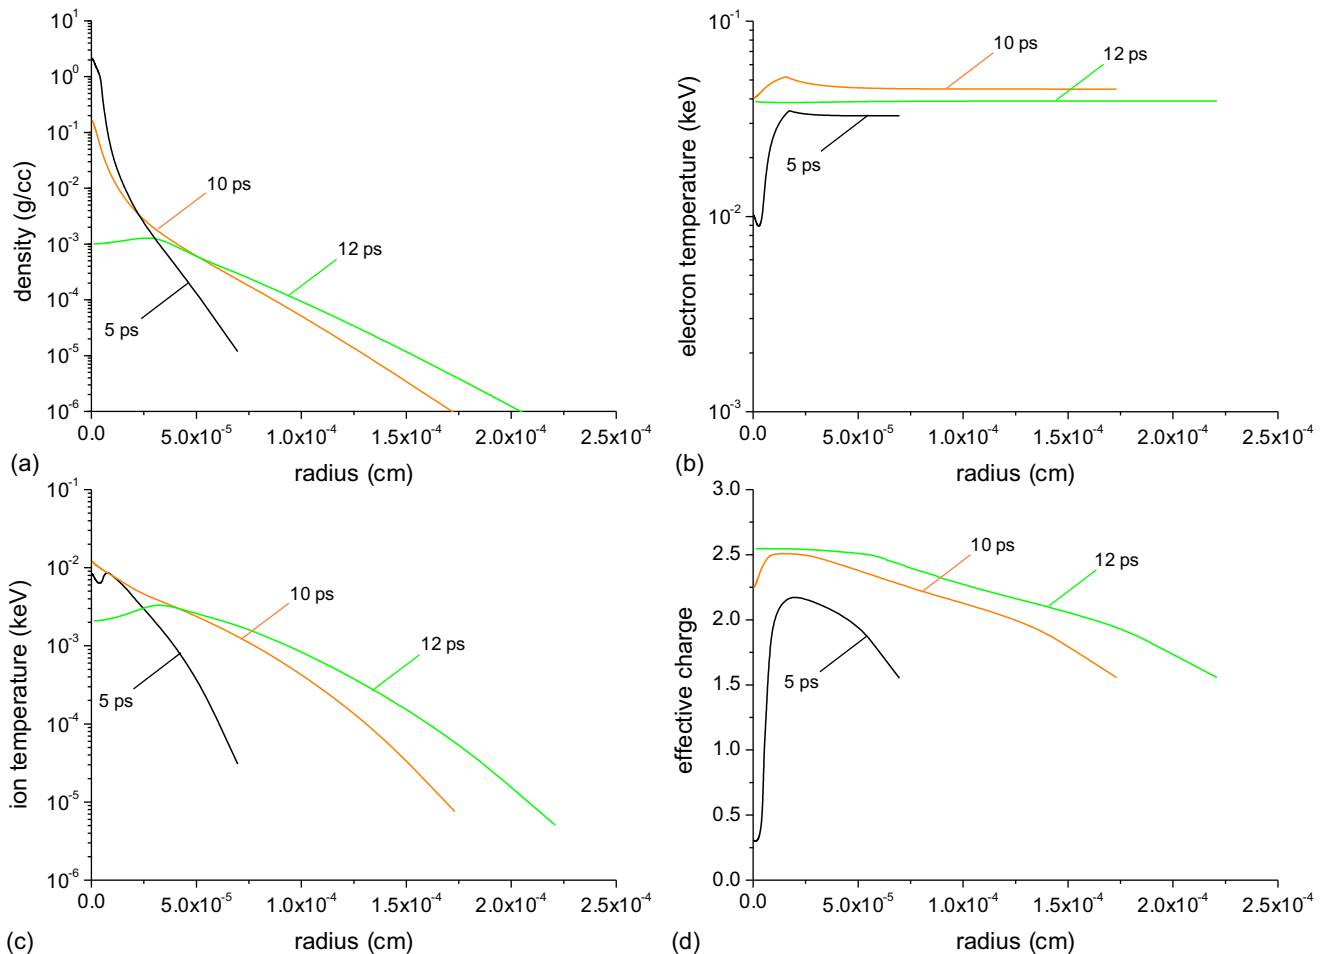 10¹
10⁰
10⁻¹
10⁻²
10⁻³
10⁻⁴
10⁻⁵
10⁻⁶
density (g/cc)
10 ps
12 ps
5 ps
0.0
5.0x10⁻⁵
1.0x10⁻⁴
1.5x10⁻⁴
2.0x10⁻⁴
2.5x10⁻⁴
(a)
radius (cm)
10⁻¹
10⁻²
10⁻³
electron temperature (keV)
10 ps
12 ps
5 ps
0.0
5.0x10⁻⁵
1.0x10⁻⁴
1.5x10⁻⁴
2.0x10⁻⁴
2.5x10⁻⁴
(b)
radius (cm)
10⁻¹
10⁻²
10⁻³
10⁻⁴
10⁻⁵
10⁻⁶
ion temperature (keV)
10 ps
12 ps
5 ps
0.0
5.0x10⁻⁵
1.0x10⁻⁴
1.5x10⁻⁴
2.0x10⁻⁴
2.5x10⁻⁴
(c)
radius (cm)
3.0
2.5
2.0
1.5
1.0
0.5
0.0
effective charge
10 ps
12 ps
5 ps
0.0
5.0x10⁻⁵
1.0x10⁻⁴
1.5x10⁻⁴
2.0x10⁻⁴
2.5x10⁻⁴
(d)
radius (cm)